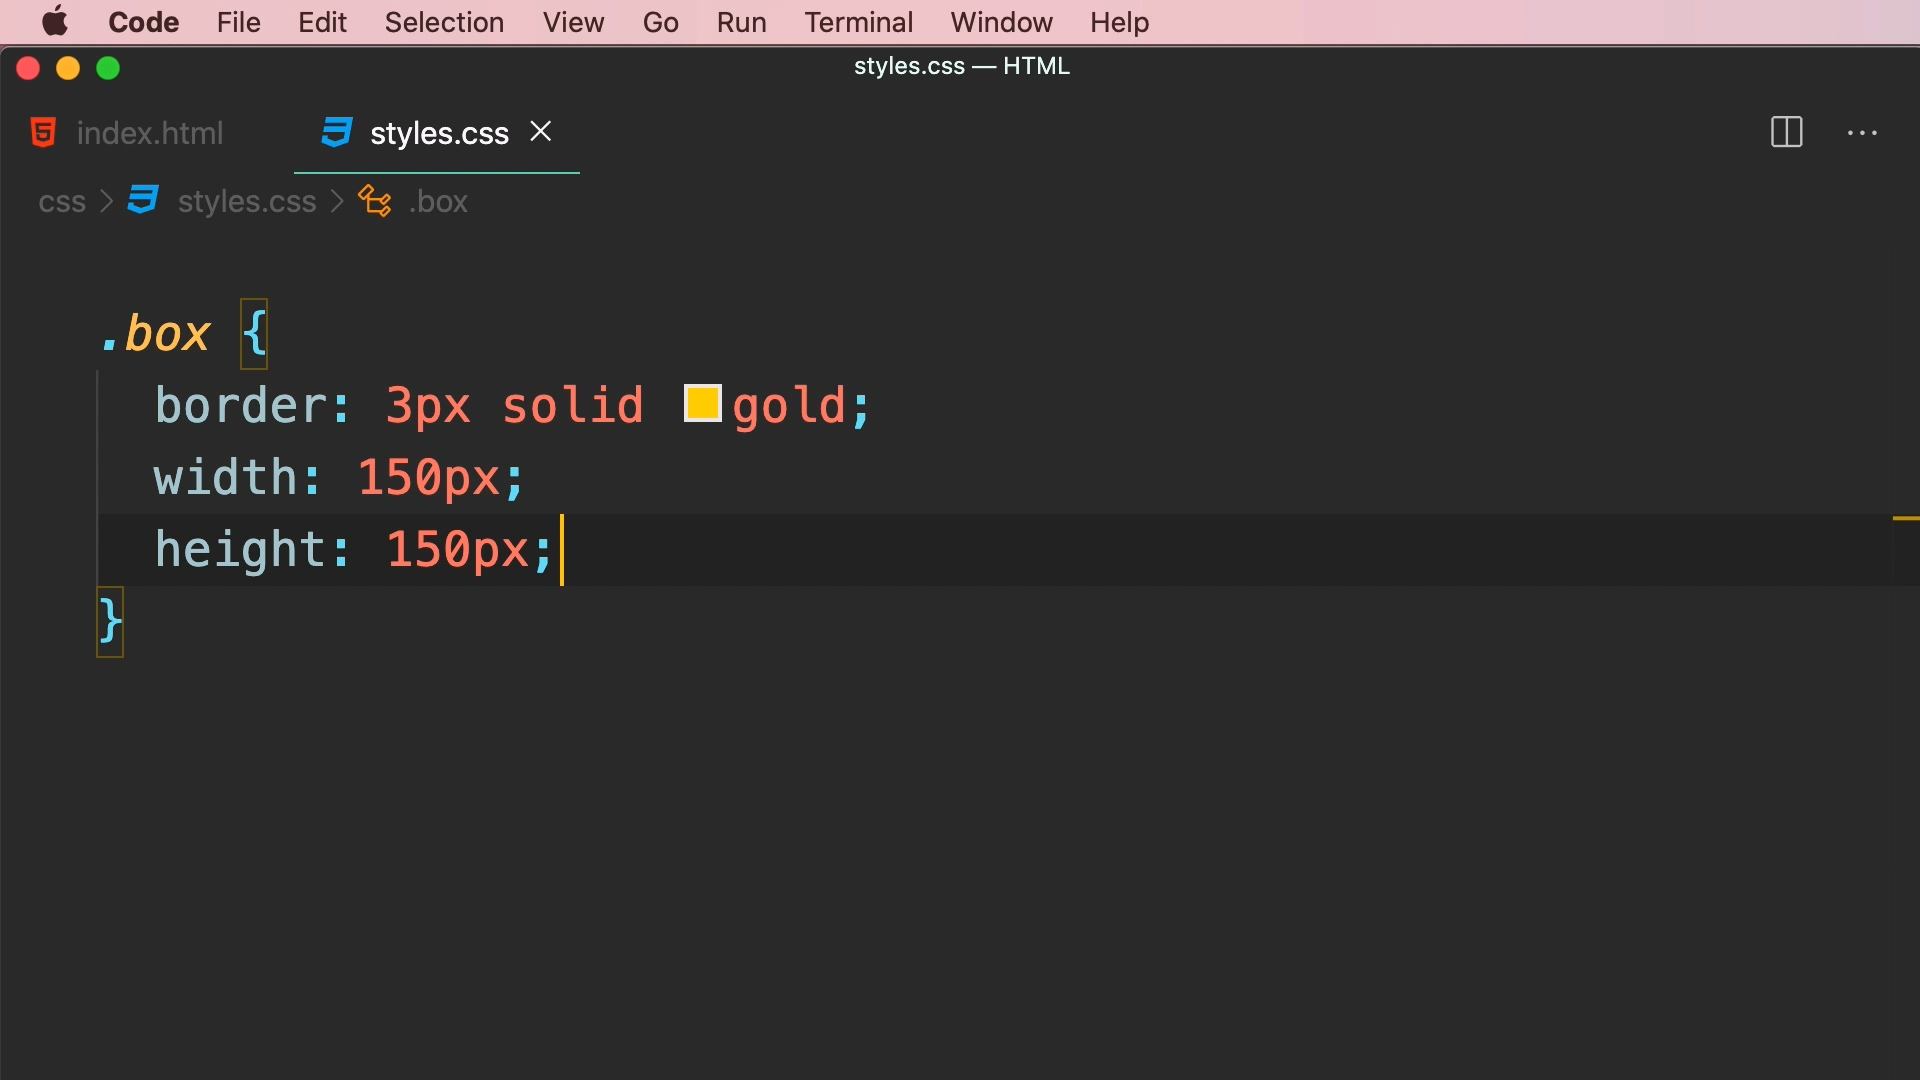 Code File Edit Selection View Go Run Terminal Window Help
styles.css — HTML
index.html styles.css
css > styles.css > .box
.box {
border: 3px solid gold;
width: 150px;
height: 150px;
}